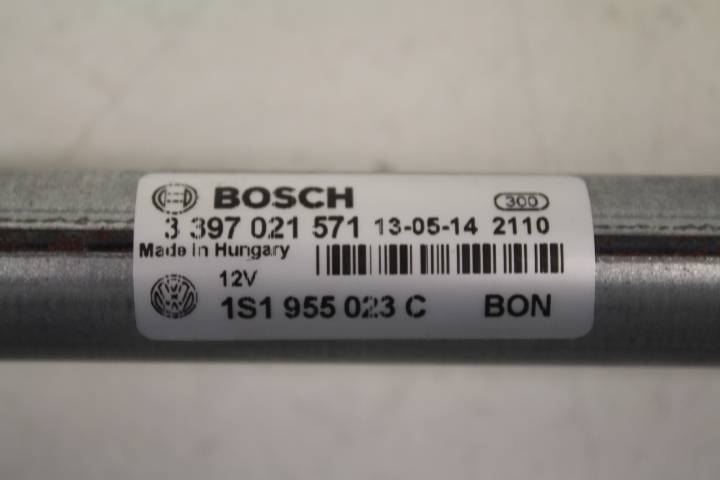 BOSCH 300
3 397 021 571 13-05-14 2110
Made in Hungary
12V
1S1 955 023 C BON